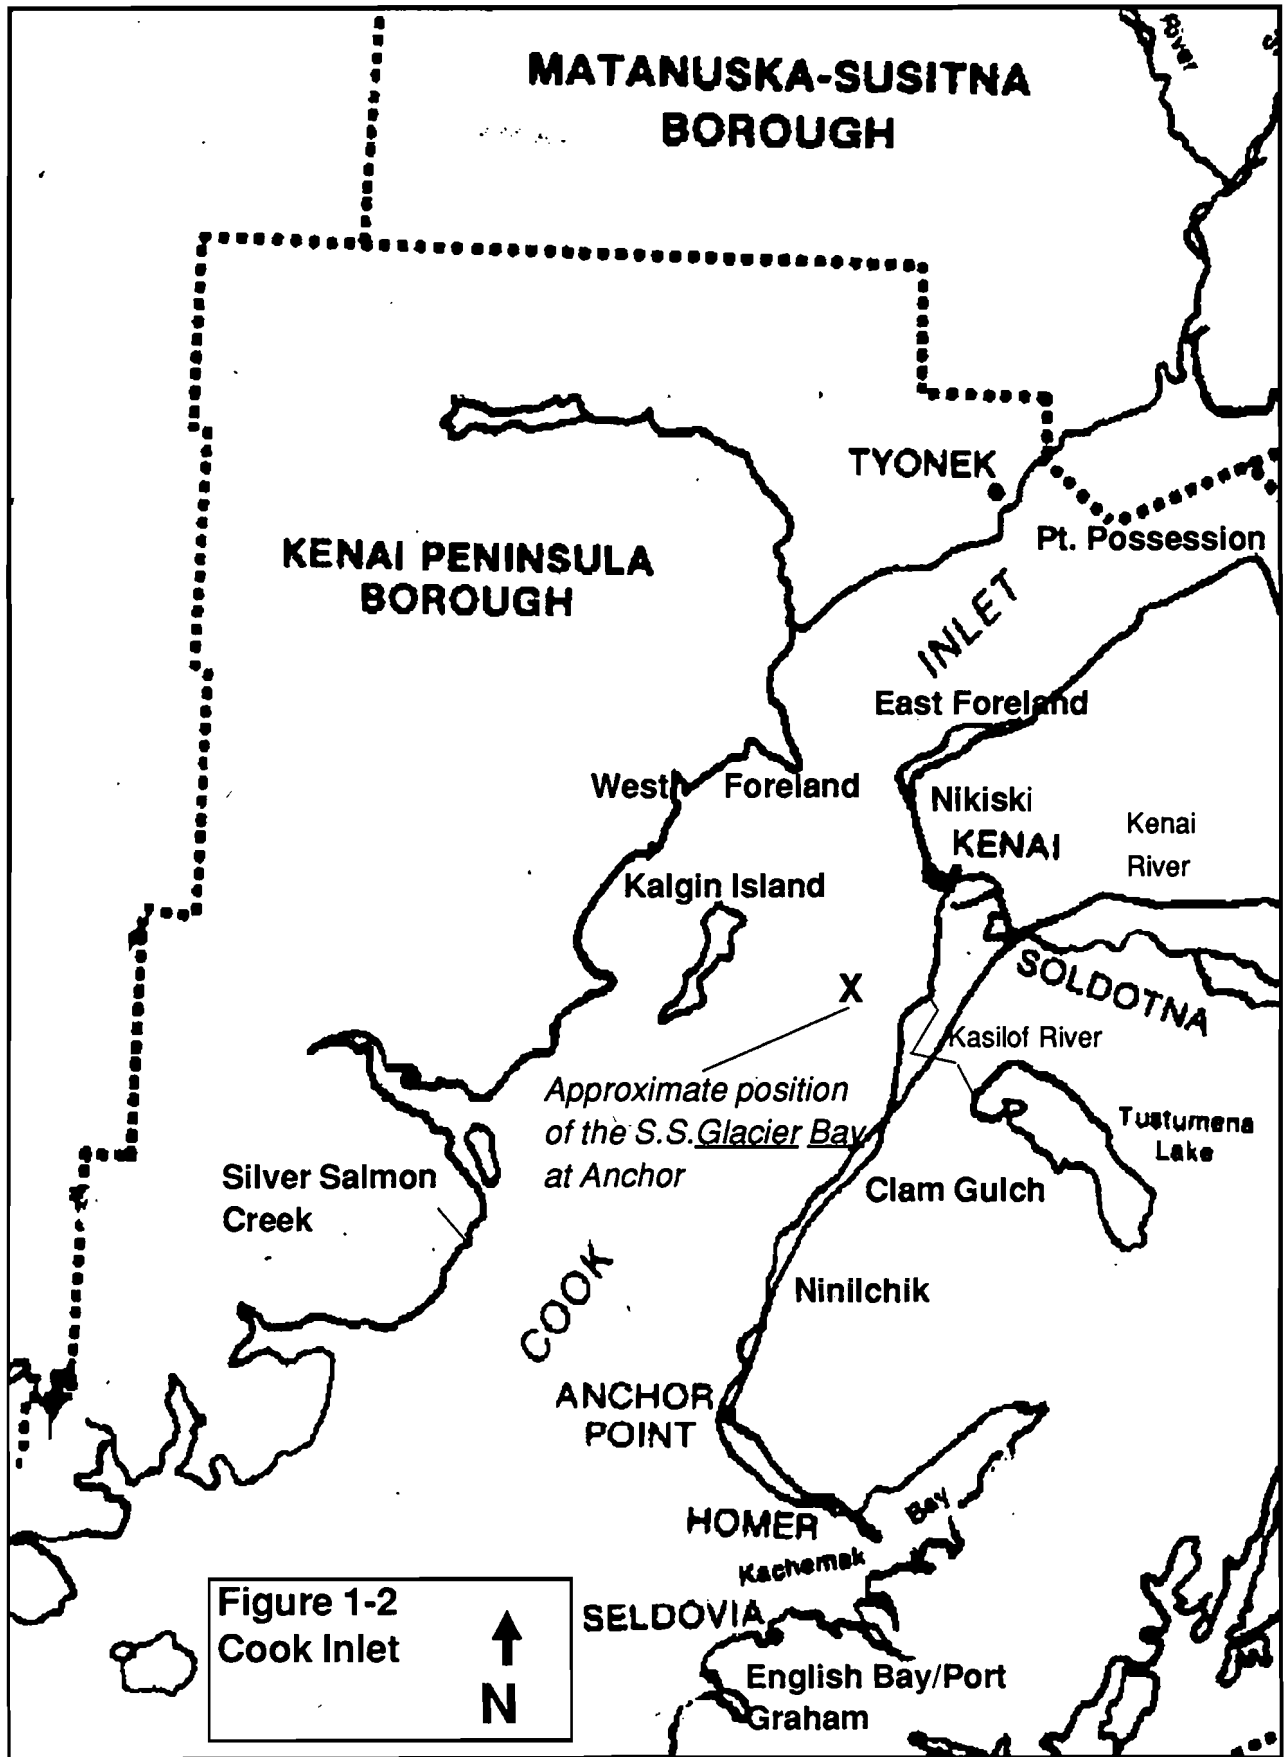 River
MATANUSKA-SUSITNA
BOROUGH
TYONEK
Pt. Possession
KENAI PENINSULA
BOROUGH
INLET
East Foreland
West Foreland
Nikiski
KENAI
Kenai
River
Kalgin Island
SOLDOTNA
X
Kasilof River
Approximate position
of the S.S. Glacier Bay
at Anchor
Tustumena
Lake
Silver Salmon
Creek
Clam Gulch
COOK
Ninilchik
ANCHOR
POINT
HOMER
Kachemak Bay
SELDOVIA
English Bay/Port
Graham
Figure 1-2
Cook Inlet
N